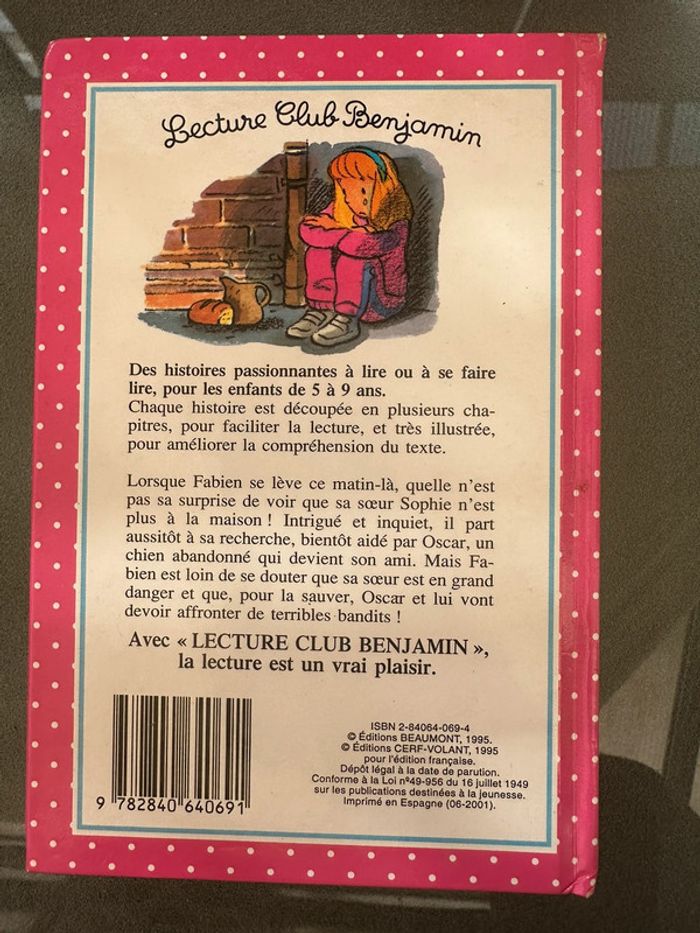 Lecture Club Benjamin
Des histoires passionnantes à lire ou à se faire
lire, pour les enfants de 5 à 9 ans.
Chaque histoire est découpée en plusieurs cha-
pitres, pour faciliter la lecture, et très illustrée,
pour améliorer la compréhension du texte.
Lorsque Fabien se lève ce matin-là, quelle n'est
pas sa surprise de voir que sa sœur Sophie n'est
plus à la maison ! Intrigué et inquiet, il part
aussitôt à sa recherche, bientôt aidé par Oscar, un
chien abandonné qui devient son ami. Mais Fa-
bien est loin de se douter que sa sœur est en grand
danger et que, pour la sauver, Oscar et lui vont
devoir affronter de terribles bandits !
Avec « LECTURE CLUB BENJAMIN »,
la lecture est un vrai plaisir.
ISBN 2-84064-069-4
© Éditions BEAUMONT, 1995.
© Éditions CERF-VOLANT, 1995
pour l'édition française.
Dépôt légal à la date de parution.
Conforme à la Loi n°49-956 du 16 juillet 1949
sur les publications destinées à la jeunesse.
Imprimé en Espagne (06-2001).
9 782840 640691